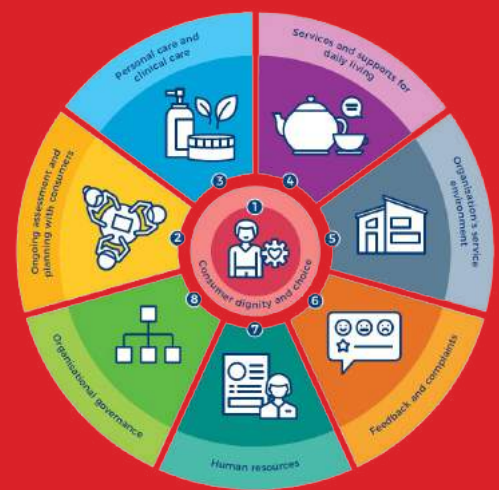 1
Consumer dignity and choice
2
Ongoing assessment and
planning with consumers
3
Personal care and
clinical care
4
Services and supports for
daily living
5
Organisation's service
environment
6
Feedback and complaints
7
Human resources
8
Organisational governance